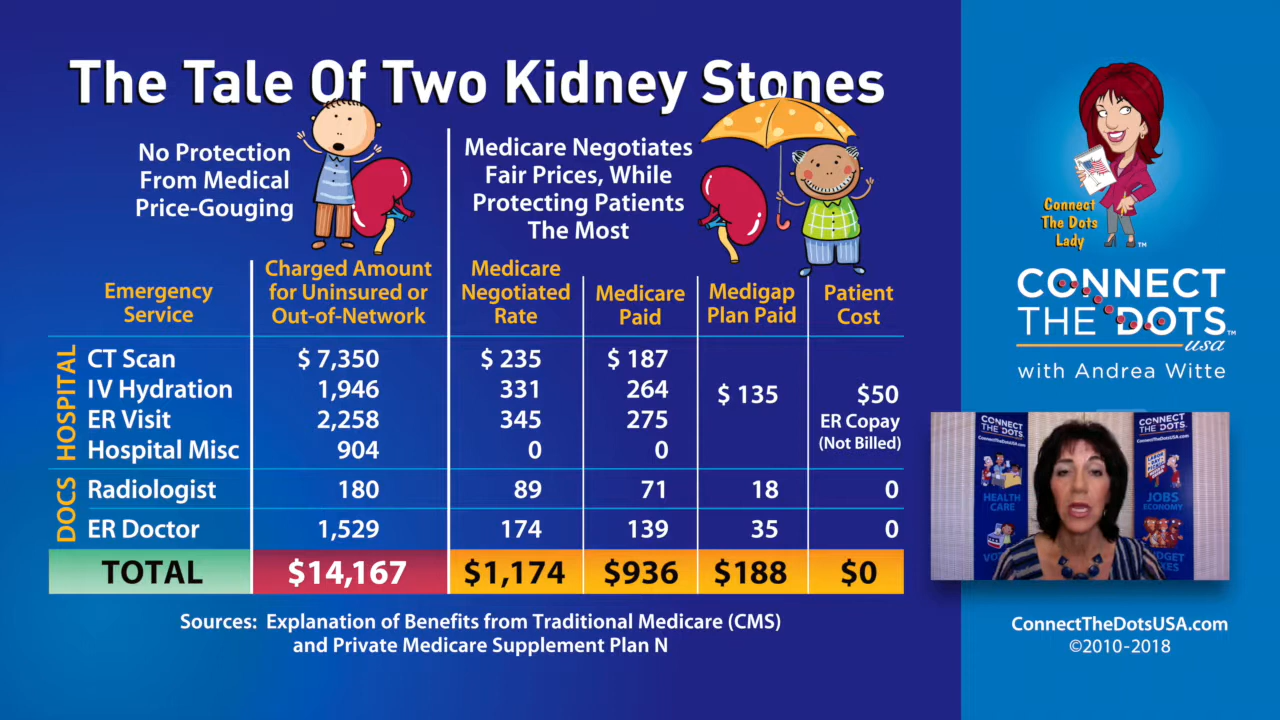 The Tale Of Two Kidney Stones
No Protection
From Medical
Price-Gouging
Medicare Negotiates
Fair Prices, While
Protecting Patients
The Most
Emergency
Service
Charged Amount
for Uninsured or
Out-of-Network
Medicare
Negotiated
Rate
Medicare
Paid
Medigap
Plan Paid
Patient
Cost
HOSPITAL
CT Scan $ 7,350 $ 235 $ 187
IV Hydration 1,946 331 264
$ 135 $50
ER Visit 2,258 345 275 ER Copay
(Not Billed)
Hospital Misc 904 0 0
DOCS
Radiologist 180 89 71 18 0
ER Doctor 1,529 174 139 35 0
TOTAL $14,167 $1,174 $936 $188 $0
Sources: Explanation of Benefits from Traditional Medicare (CMS)
and Private Medicare Supplement Plan N
Connect
The Dots
Lady
TM
CONNECT
THE DOTS TM
usa
with Andrea Witte
CONNECT
THE DOTS
ConnectTheDotsUSA.com
HEALTH
CARE
CONNECT
THE DOTS
JOBS
ECONOMY
ConnectTheDotsUSA.com
©2010-2018